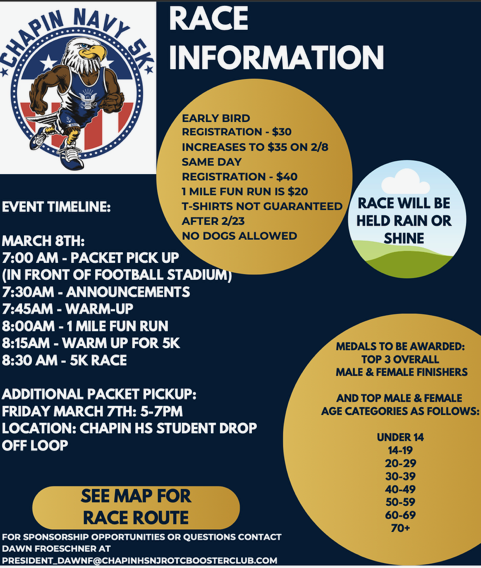 CHAPIN NAVY 5K
RACE
INFORMATION
EARLY BIRD
REGISTRATION - $30
INCREASES TO $35 ON 2/8
SAME DAY
REGISTRATION - $40
1 MILE FUN RUN IS $20
T-SHIRTS NOT GUARANTEED
AFTER 2/23
NO DOGS ALLOWED
RACE WILL BE
HELD RAIN OR
SHINE
EVENT TIMELINE:
MARCH 8TH:
7:00 AM - PACKET PICK UP
(IN FRONT OF FOOTBALL STADIUM)
7:30AM - ANNOUNCEMENTS
7:45AM - WARM-UP
8:00AM - 1 MILE FUN RUN
8:15AM - WARM UP FOR 5K
8:30 AM - 5K RACE
ADDITIONAL PACKET PICKUP:
FRIDAY MARCH 7TH: 5-7PM
LOCATION: CHAPIN HS STUDENT DROP
OFF LOOP
MEDALS TO BE AWARDED:
TOP 3 OVERALL
MALE & FEMALE FINISHERS
AND TOP MALE & FEMALE
AGE CATEGORIES AS FOLLOWS:
UNDER 14
14-19
20-29
30-39
40-49
50-59
60-69
70+
SEE MAP FOR
RACE ROUTE
FOR SPONSORSHIP OPPORTUNITIES OR QUESTIONS CONTACT
DAWN FROESCHNER AT
PRESIDENT_DAWNF@CHAPINHSNJROTCBOOSTERCLUB.COM